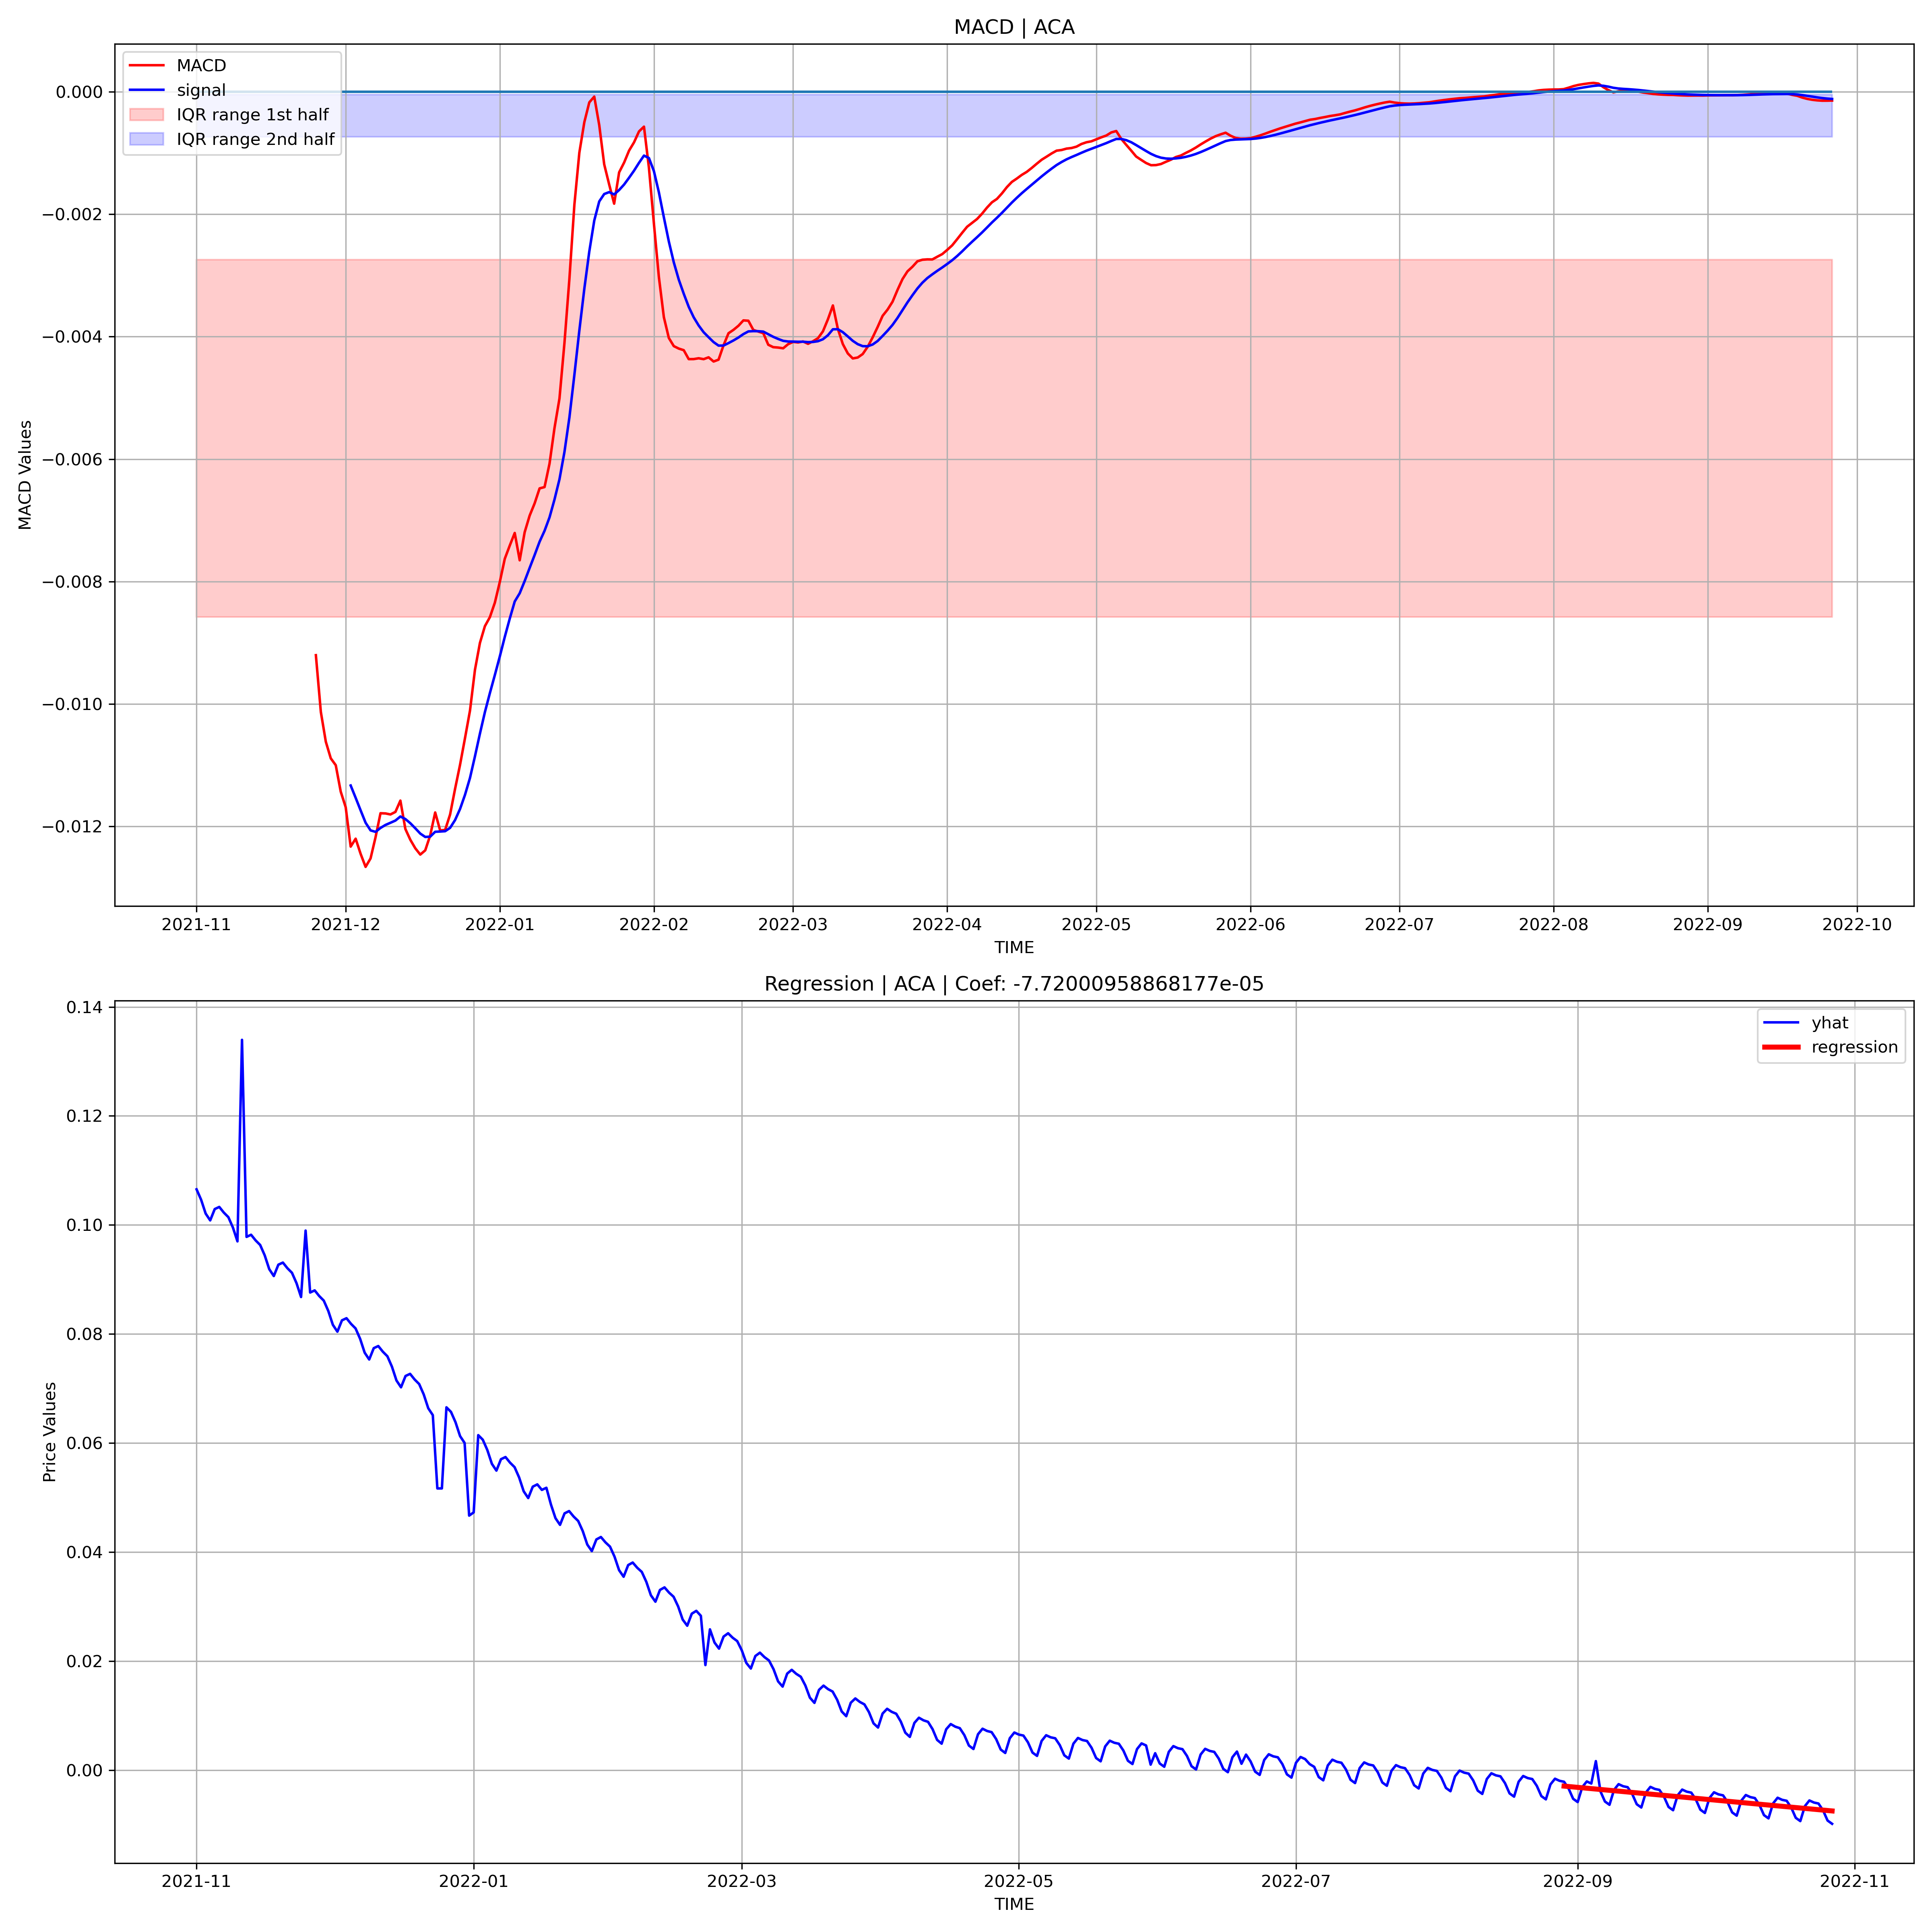 MACD | ACA
MACD
signal
IQR range 1st half
IQR range 2nd half
0.000
−0.002
−0.004
−0.006
−0.008
−0.010
−0.012
MACD Values
2021-11 2021-12 2022-01 2022-02 2022-03 2022-04 2022-05 2022-06 2022-07 2022-08 2022-09 2022-10
TIME
Regression | ACA | Coef: -7.72000958868177e-05
yhat
regression
0.14
0.12
0.10
0.08
0.06
0.04
0.02
0.00
Price Values
2021-11 2022-01 2022-03 2022-05 2022-07 2022-09 2022-11
TIME